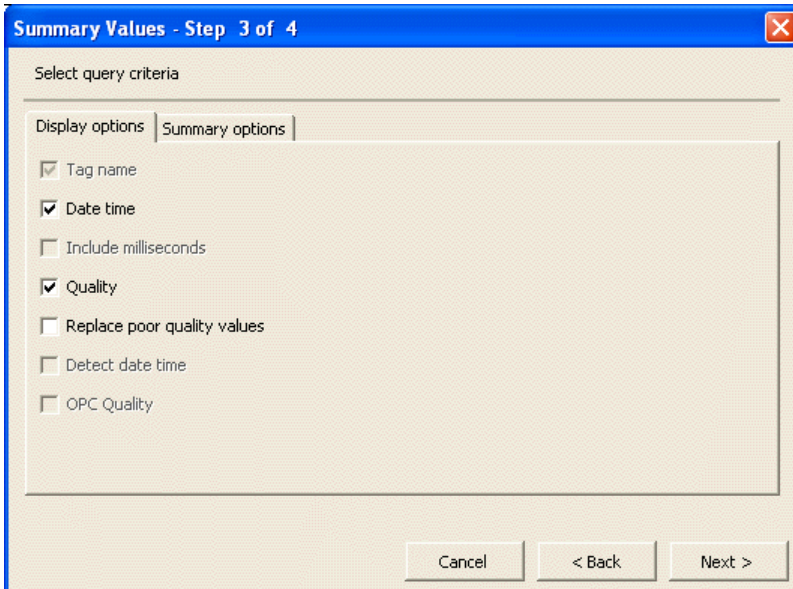 Summary Values - Step 3 of 4
Select query criteria
Display options
Summary options
Tag name
Date time
Include milliseconds
Quality
Replace poor quality values
Detect date time
OPC Quality
Cancel
< Back
Next >